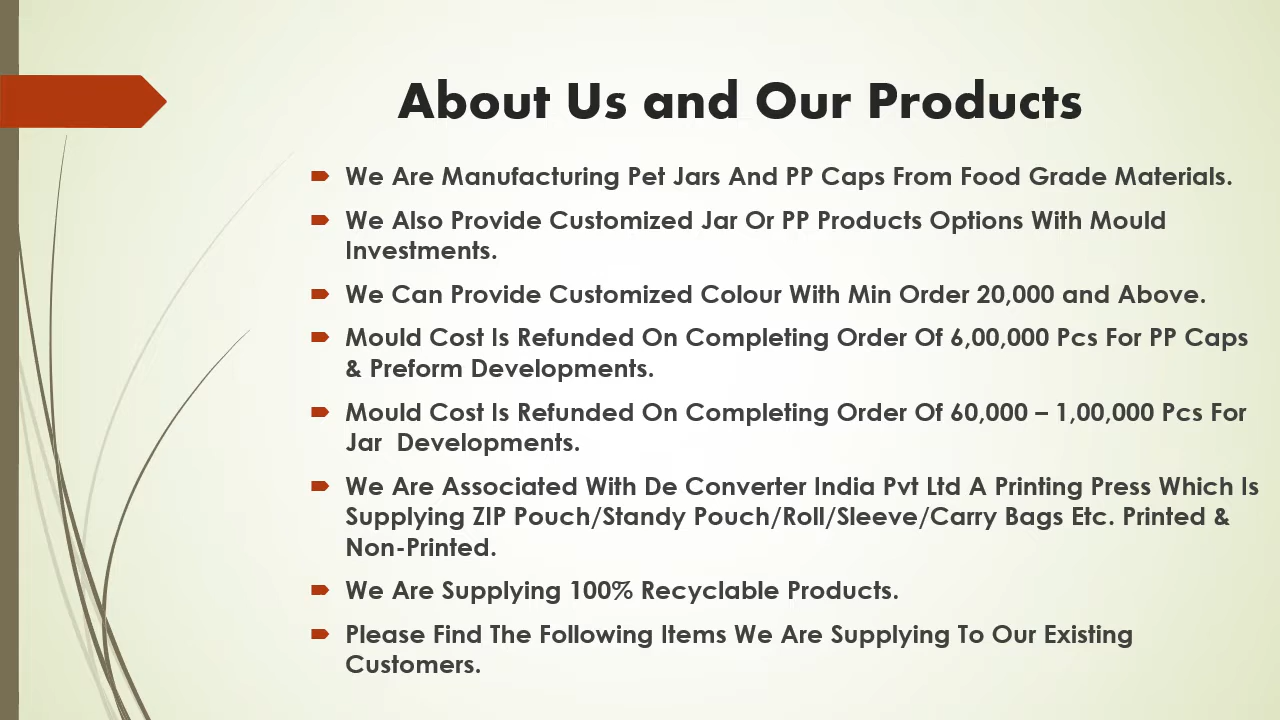 About Us and Our Products
We Are Manufacturing Pet Jars And PP Caps From Food Grade Materials.
We Also Provide Customized Jar Or PP Products Options With Mould
Investments.
We Can Provide Customized Colour With Min Order 20,000 and Above.
Mould Cost Is Refunded On Completing Order Of 6,00,000 Pcs For PP Caps
& Preform Developments.
Mould Cost Is Refunded On Completing Order Of 60,000 – 1,00,000 Pcs For
Jar  Developments.
We Are Associated With De Converter India Pvt Ltd A Printing Press Which Is
Supplying ZIP Pouch/Standy Pouch/Roll/Sleeve/Carry Bags Etc. Printed &
Non-Printed.
We Are Supplying 100% Recyclable Products.
Please Find The Following Items We Are Supplying To Our Existing
Customers.